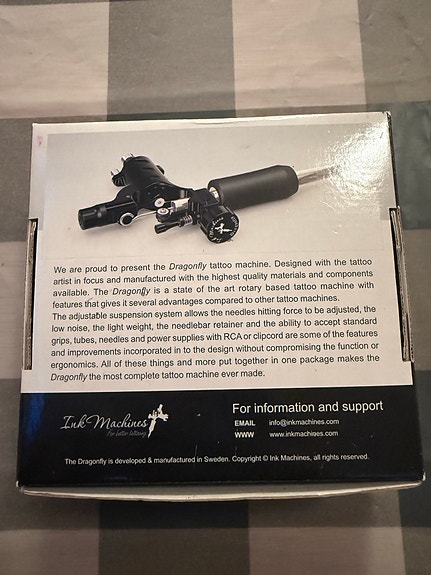 We are proud to present the Dragonfly tattoo machine. Designed with the tattoo
artist in focus and manufactured with the highest quality materials and components
available. The Dragonfly is a state of the art rotary based tattoo machine with
features that gives it several advantages compared to other tattoo machines.
The adjustable suspension system allows the needles hitting force to be adjusted, the
low noise, the light weight, the needlebar retainer and the ability to accept standard
grips, tubes, needles and power supplies with RCA or clipcord are some of the features
and improvements incorporated in to the design without compromising the function or
ergonomics. All of these things and more put together in one package makes the
Dragonfly the most complete tattoo machine ever made.
Ink Machines
For better tattooing
For information and support
EMAIL info@inkmachines.com
WWW www.inkmachines.com
The Dragonfly is developed & manufactured in Sweden. Copyright © Ink Machines, all rights reserved.